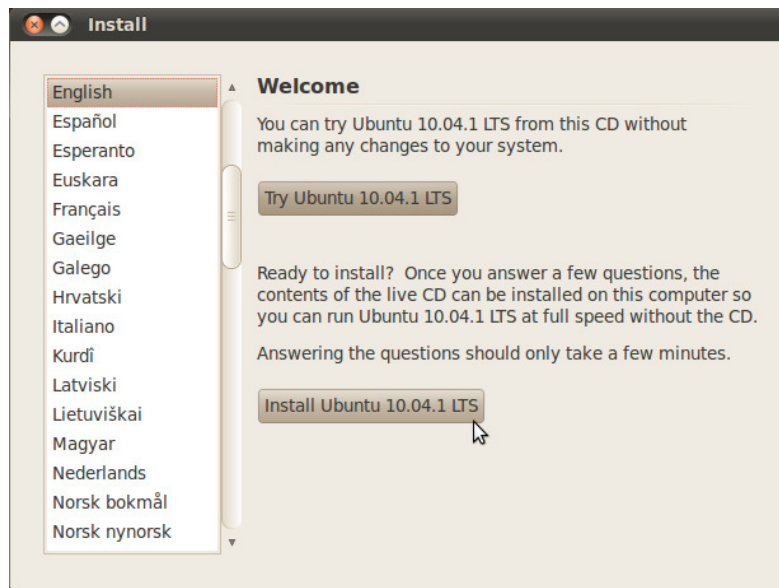 Install
English
Español
Esperanto
Euskara
Français
Gaeilge
Galego
Hrvatski
Italiano
Kurdî
Latviski
Lietuviškai
Magyar
Nederlands
Norsk bokmål
Norsk nynorsk
Welcome
You can try Ubuntu 10.04.1 LTS from this CD without
making any changes to your system.
Try Ubuntu 10.04.1 LTS
Ready to install?  Once you answer a few questions, the
contents of the live CD can be installed on this computer so
you can run Ubuntu 10.04.1 LTS at full speed without the CD.
Answering the questions should only take a few minutes.
Install Ubuntu 10.04.1 LTS